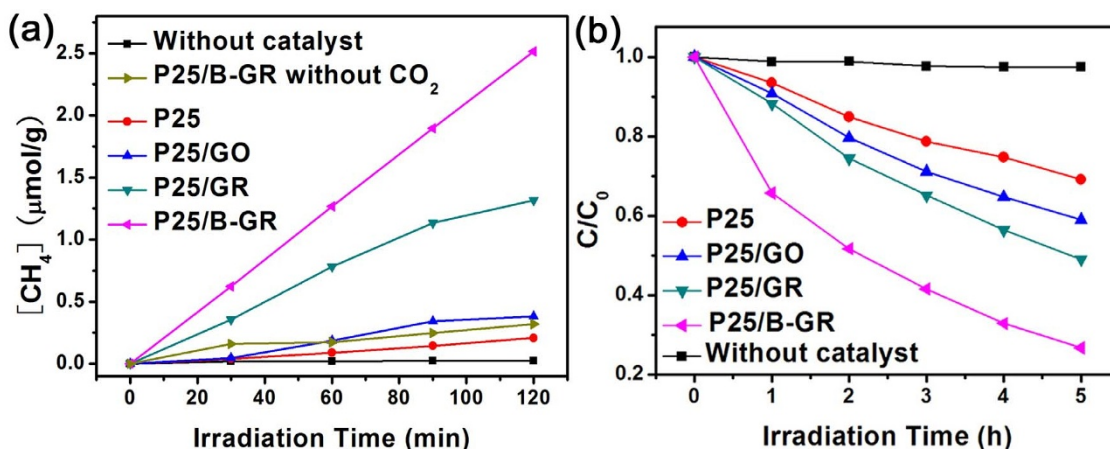 (a)
Without catalyst
P25/B-GR without CO₂
P25
P25/GO
P25/GR
P25/B-GR
[CH₄] (μmol/g)
2.5
2.0
1.5
1.0
0.5
0.0
0 20 40 60 80 100 120
Irradiation Time (min)
(b)
C/C₀
1.0
0.8
0.6
0.4
0.2
P25
P25/GO
P25/GR
P25/B-GR
Without catalyst
0 1 2 3 4 5
Irradiation Time (h)